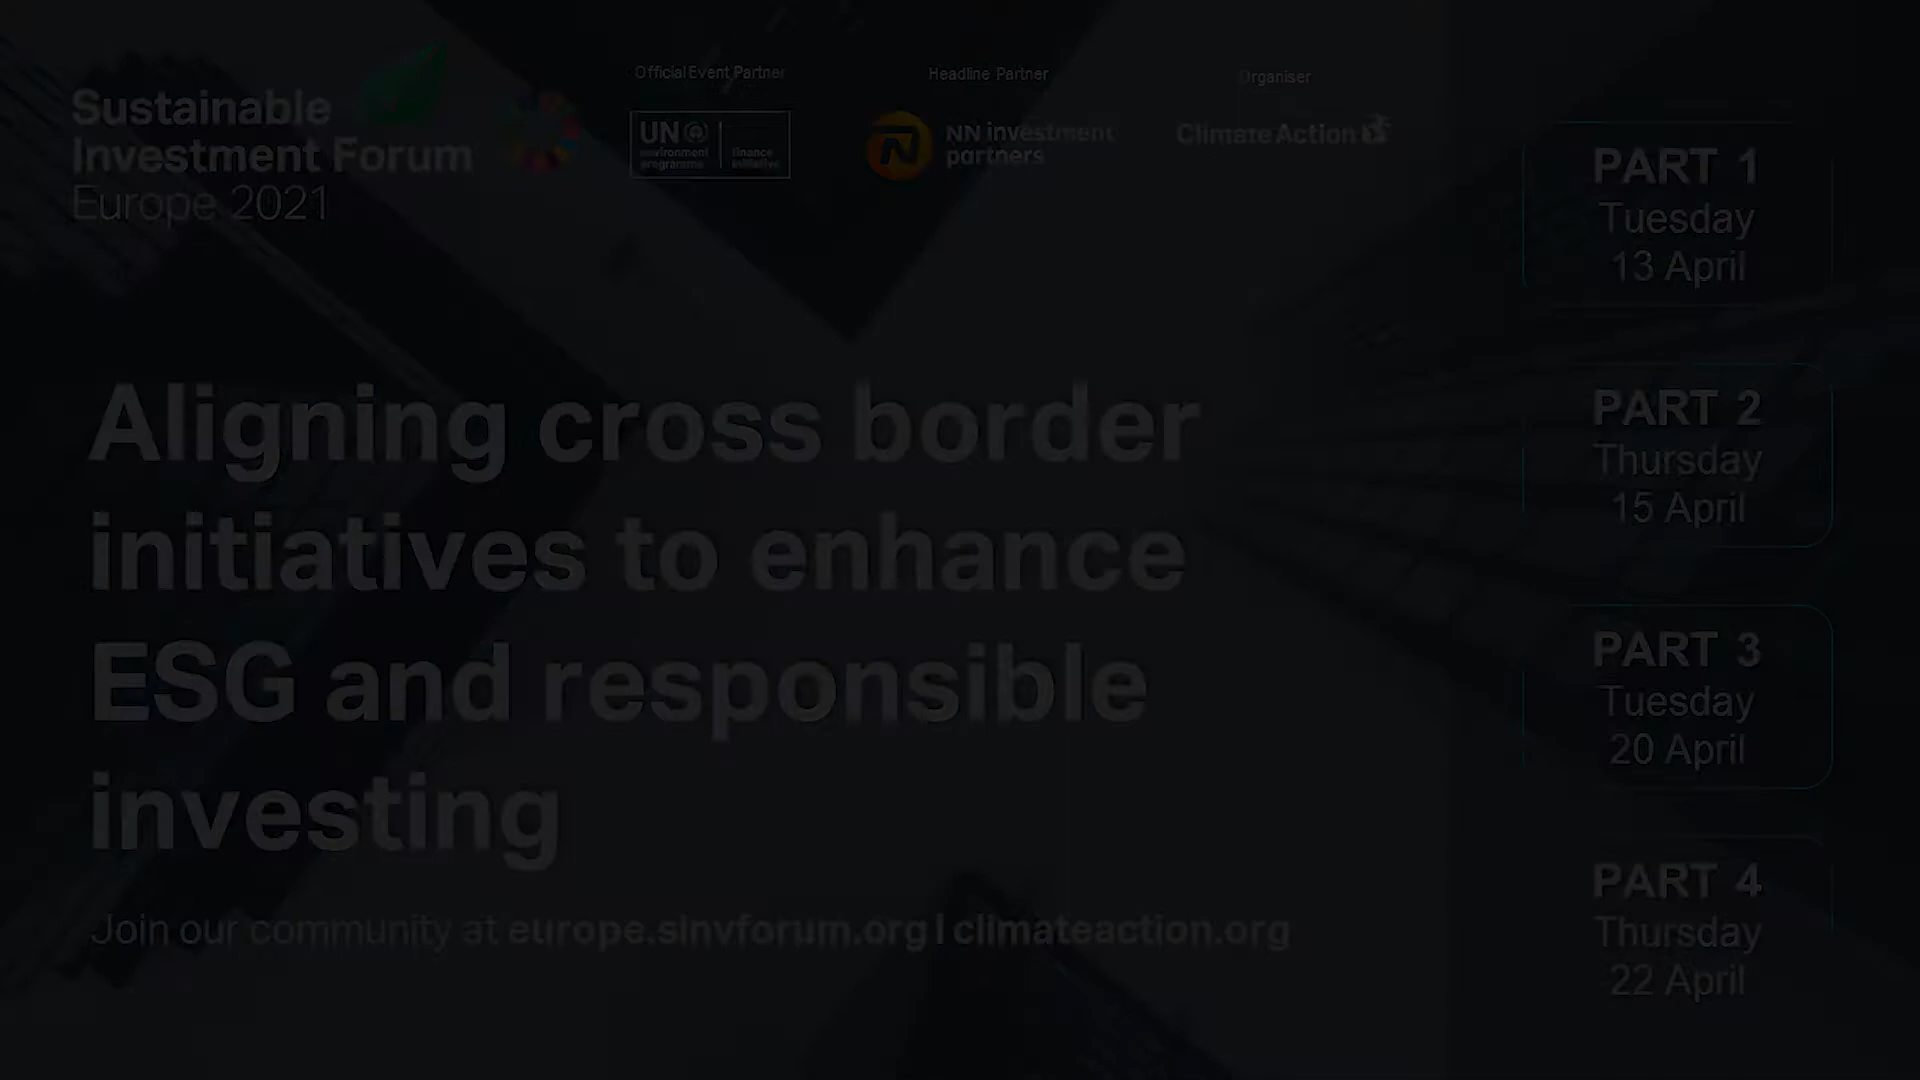 Sustainable
Investment Forum
Europe 2021
Official Event Partner
UN
environment
programme
finance
initiative
Headline Partner
NN investment
partners
Organiser
Climate Action
PART 1
Tuesday
13 April
PART 2
Thursday
15 April
PART 3
Tuesday
20 April
PART 4
Thursday
22 April
Aligning cross border
initiatives to enhance
ESG and responsible
investing
Join our community at europe.sinvforum.org | climateaction.org